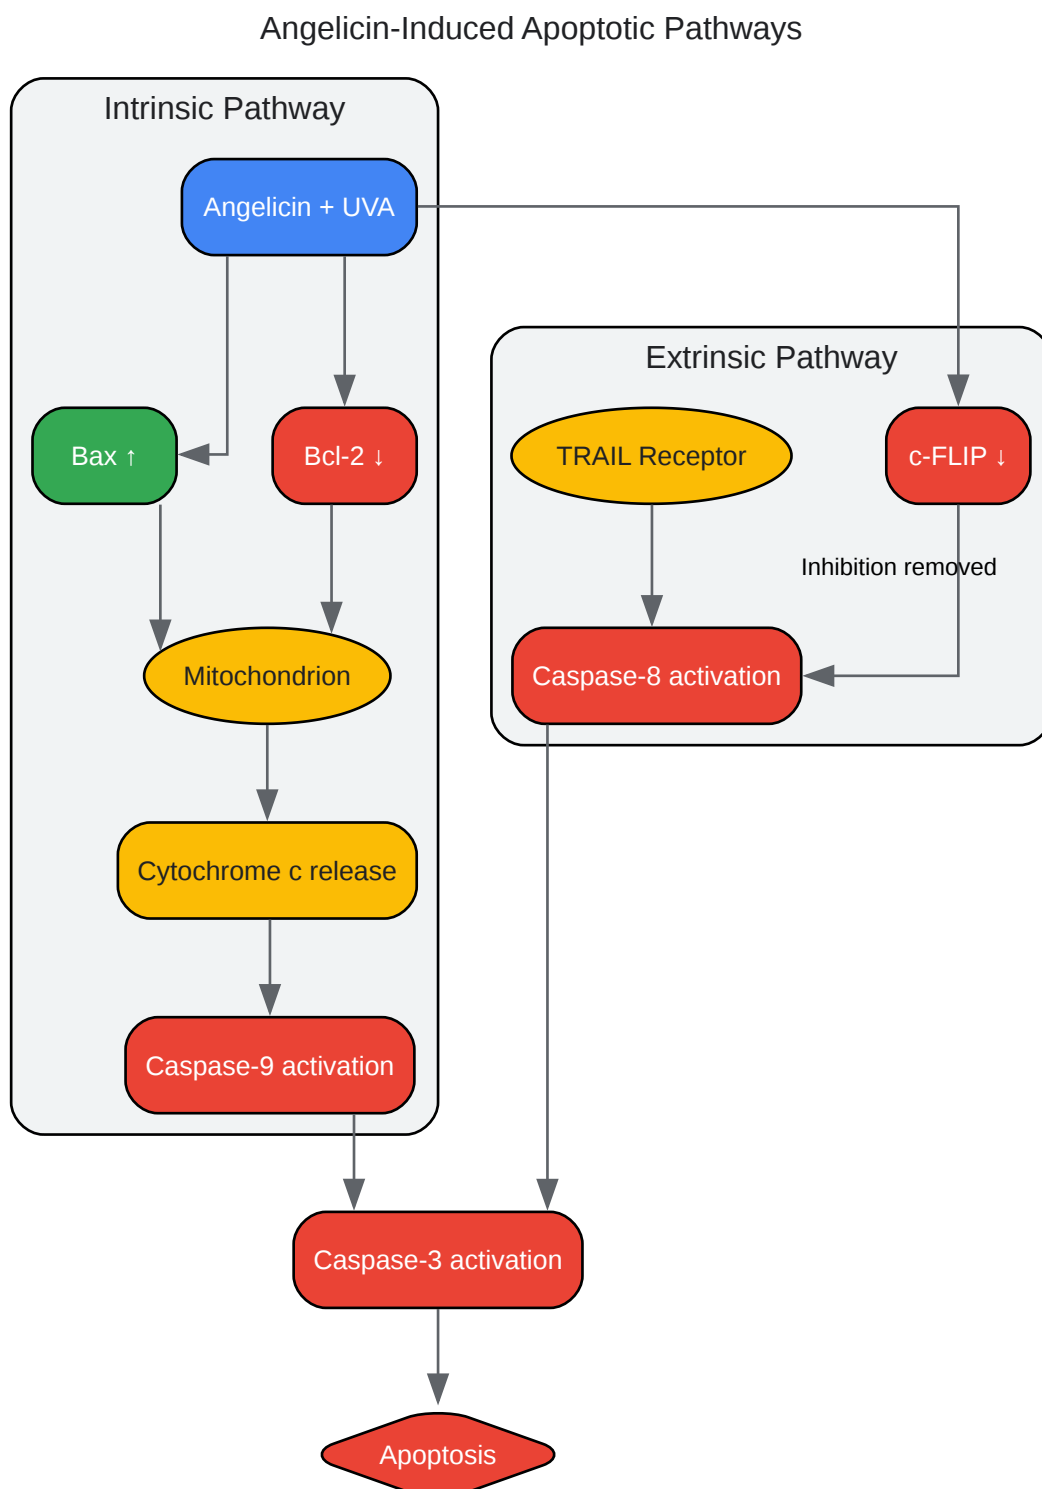 Angelicin-Induced Apoptotic Pathways
Intrinsic Pathway
Angelicin + UVA
Extrinsic Pathway
Bax ↑
Bcl-2 ↓
TRAIL Receptor
c-FLIP ↓
Inhibition removed
Mitochondrion
Caspase-8 activation
Cytochrome c release
Caspase-9 activation
Caspase-3 activation
Apoptosis